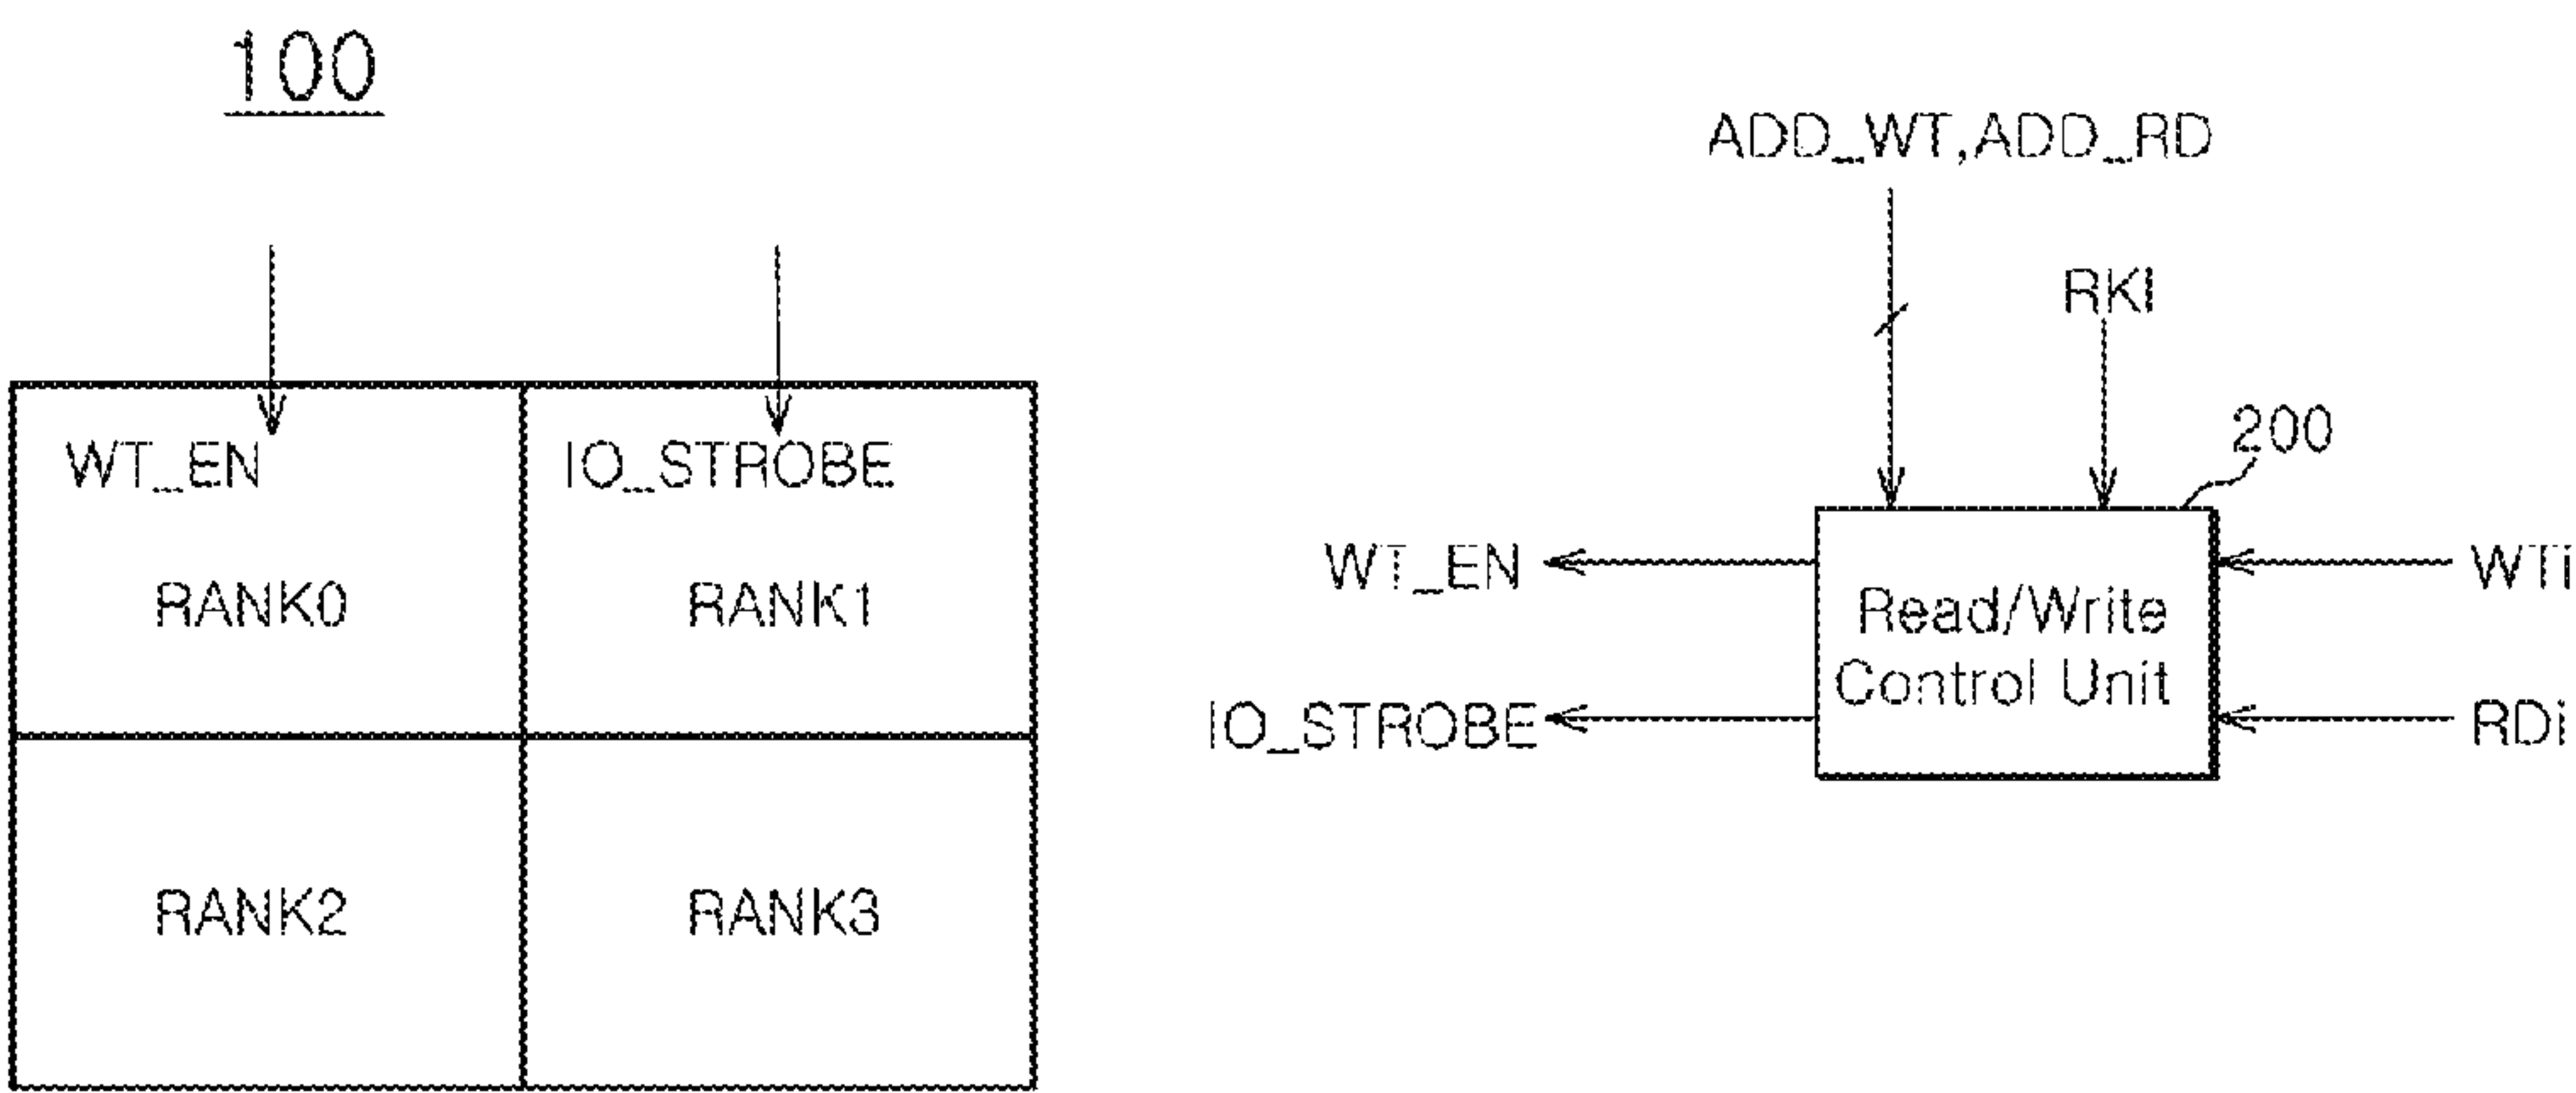 100
WT_EN
IO_STROBE
RANK0
RANK1
RANK2
RANK3
ADD_WT,ADD_RD
RKI
200
WT_EN
IO_STROBE
Read/Write
Control Unit
WTi
RDi